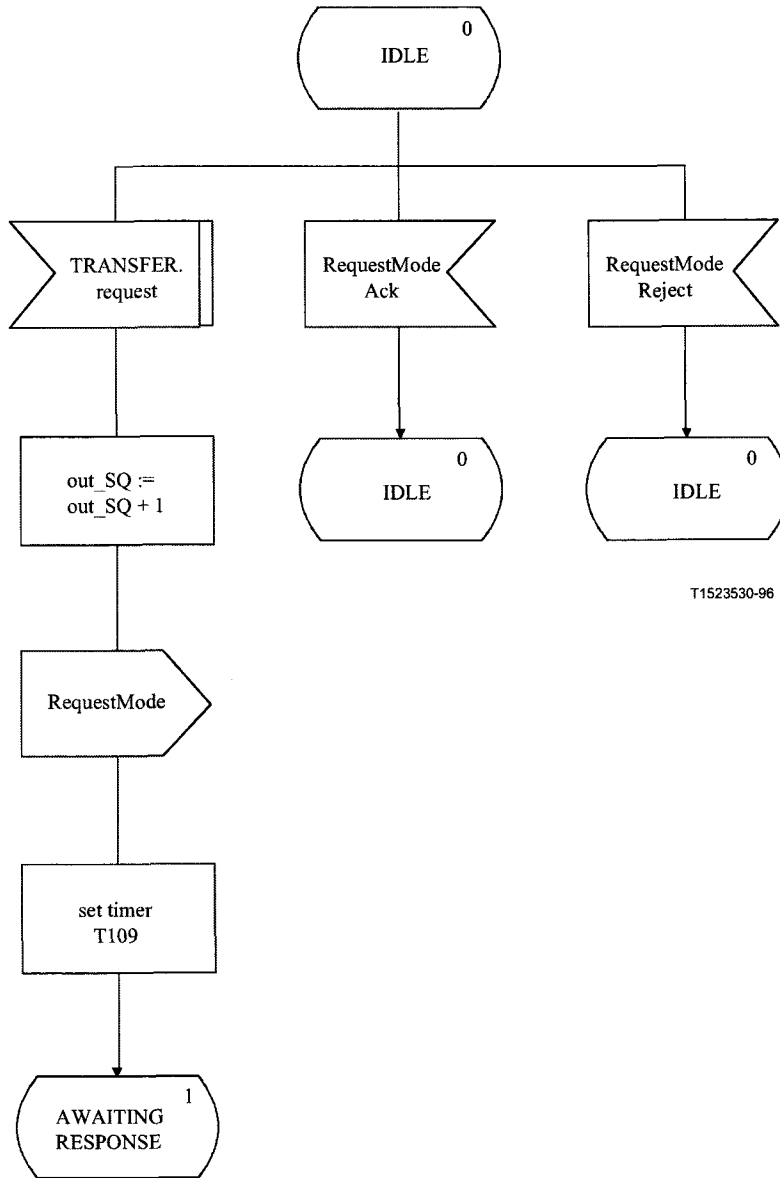 0
IDLE
TRANSFER.
request
RequestMode
Ack
RequestMode
Reject
out_SQ :=
out_SQ + 1
0
IDLE
0
IDLE
T1523530-96
RequestMode
set timer
T109
1
AWAITING
RESPONSE